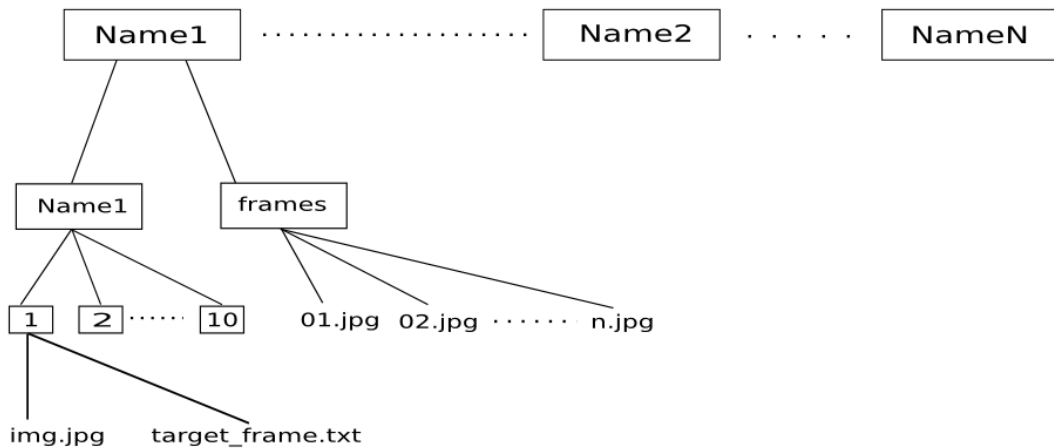 Name1 Name2 NameN
Name1 frames
1 2 10 01.jpg 02.jpg n.jpg
img.jpg target_frame.txt